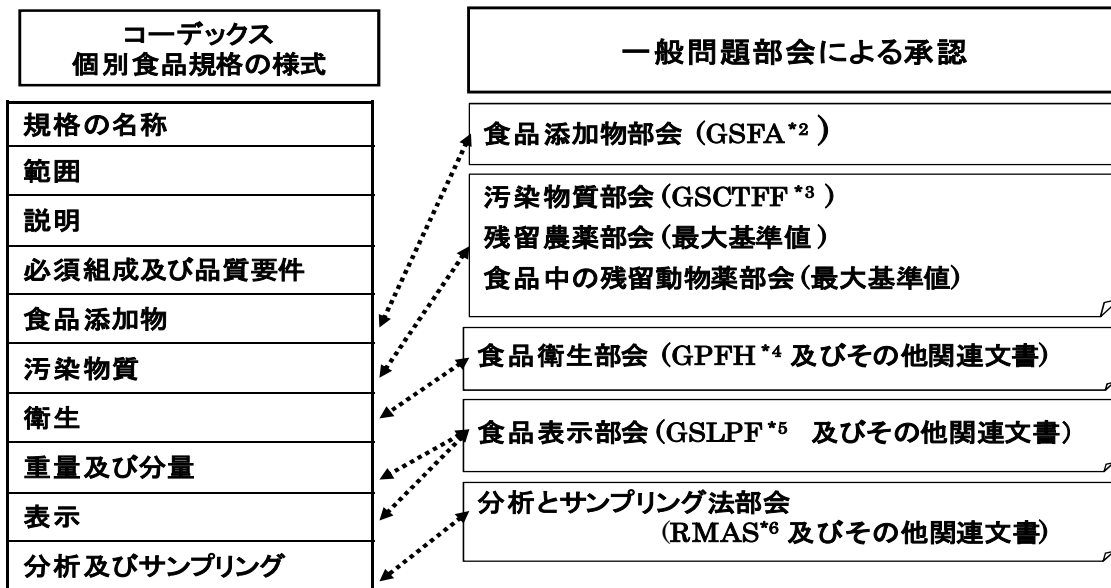 コーデックス
個別食品規格の様式
規格の名称
範囲
説明
必須組成及び品質要件
食品添加物
汚染物質
衛生
重量及び分量
表示
分析及びサンプリング
一般問題部会による承認
食品添加物部会 (GSFA*2 )
汚染物質部会 (GSCTFF*3 )
残留農薬部会 (最大基準値 )
食品中の残留動物薬部会 (最大基準値)
食品衛生部会 (GPFH*4 及びその他関連文書)
食品表示部会 (GSLPF*5 及びその他関連文書)
分析とサンプリング法部会
(RMAS*6 及びその他関連文書)